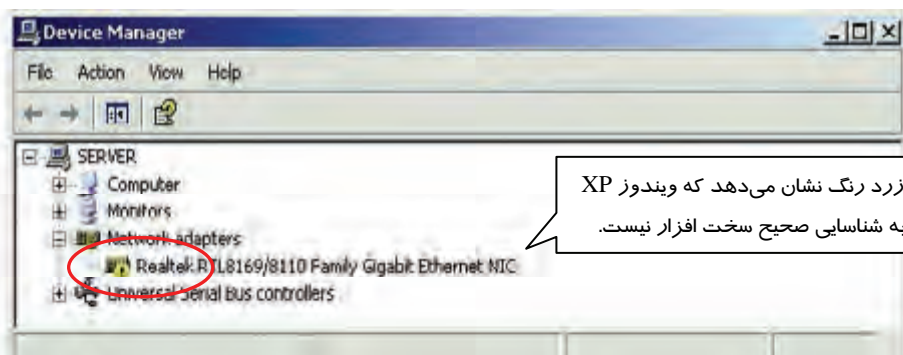 Device Manager
File Action View Help
SERVER
Computer
Monitors
Network adapters
Realtek RTL8169/8110 Family Gigabit Ethernet NIC
Universal Serial Bus controllers
زرد رنگ نشان می‌دهد که ویندوز XP
به شناسایی صحیح سخت افزار نیست.